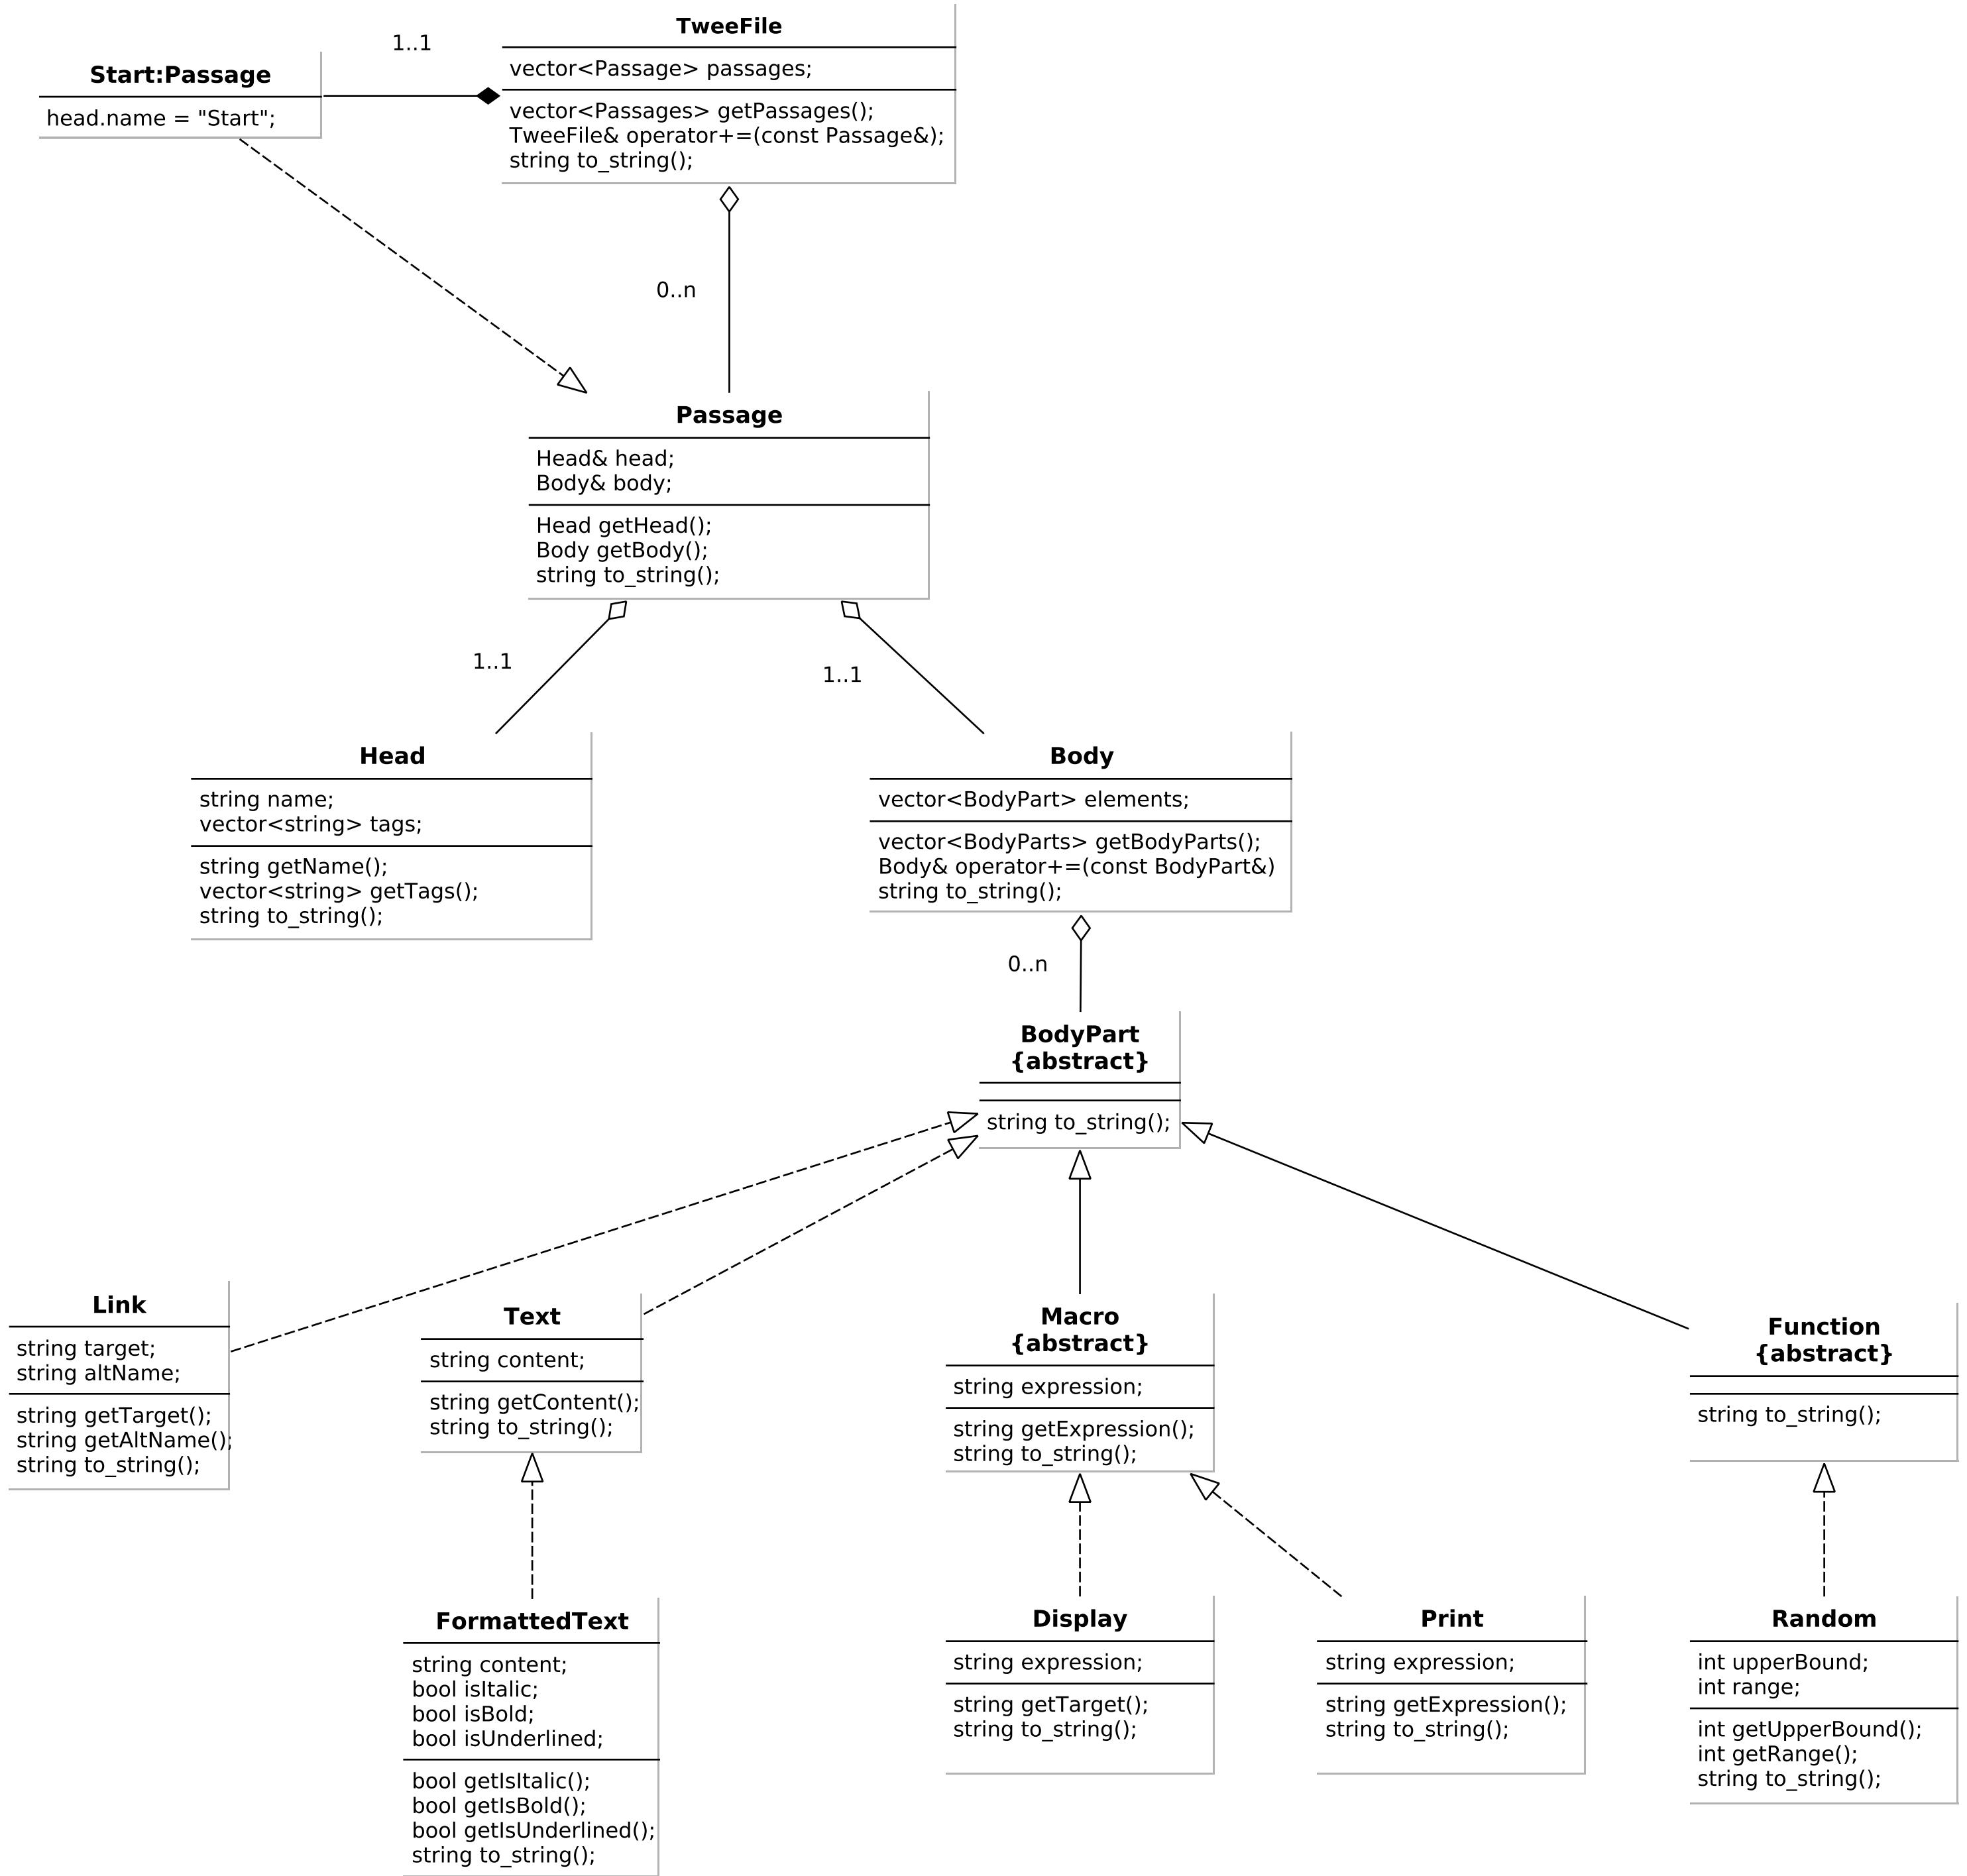 TweeFile
vector<Passage> passages;
vector<Passages> getPassages();
TweeFile& operator+=(const Passage&);
string to_string();
1..1
Start:Passage
head.name = "Start";
0..n
Passage
Head& head;
Body& body;
Head getHead();
Body getBody();
string to_string();
1..1
1..1
Head
string name;
vector<string> tags;
string getName();
vector<string> getTags();
string to_string();
Body
vector<BodyPart> elements;
vector<BodyParts> getBodyParts();
Body& operator+=(const BodyPart&)
string to_string();
0..n
BodyPart
{abstract}
string to_string();
Link
string target;
string altName;
string getTarget();
string getAltName();
string to_string();
Text
string content;
string getContent();
string to_string();
Macro
{abstract}
string expression;
string getExpression();
string to_string();
Function
{abstract}
string to_string();
FormattedText
string content;
bool isItalic;
bool isBold;
bool isUnderlined;
bool getIsItalic();
bool getIsBold();
bool getIsUnderlined();
string to_string();
Display
string expression;
string getTarget();
string to_string();
Print
string expression;
string getExpression();
string to_string();
Random
int upperBound;
int range;
int getUpperBound();
int getRange();
string to_string();